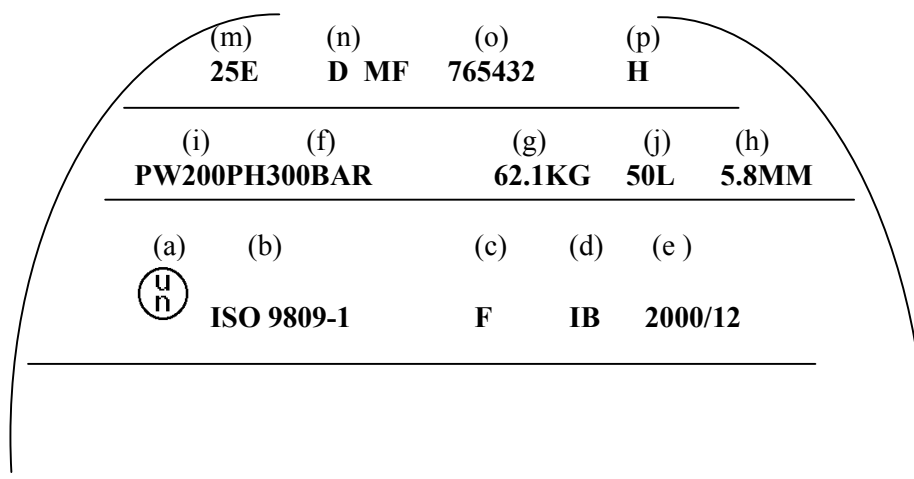 (m) (n) (o) (p)
25E D MF 765432 H
(i) (f) (g) (j) (h)
PW200PH300BAR 62.1KG 50L 5.8MM
(a) (b) (c) (d) (e )
u
n
ISO 9809-1 F IB 2000/12